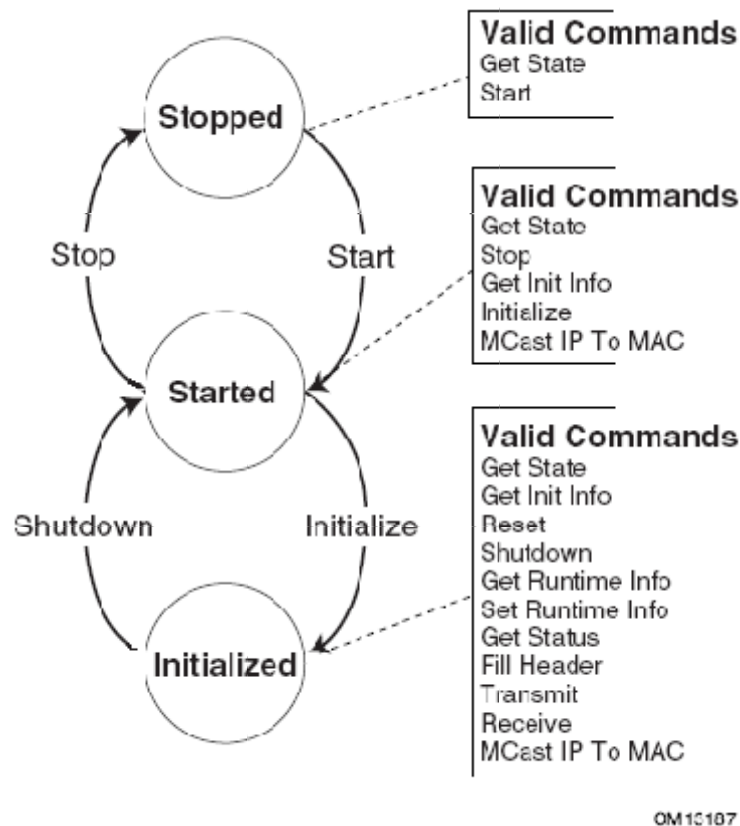 Valid Commands
Get State
Start
Stopped
Stop
Start
Valid Commands
Get State
Stop
Get Init Info
Initialize
MCast IP To MAC
Started
Valid Commands
Get State
Get Init Info
Reset
Shutdown
Get Runtime Info
Set Runtime Info
Get Status
Fill Header
Transmit
Receive
MCast IP To MAC
Shutdown
Initialize
Initialized
OM13187